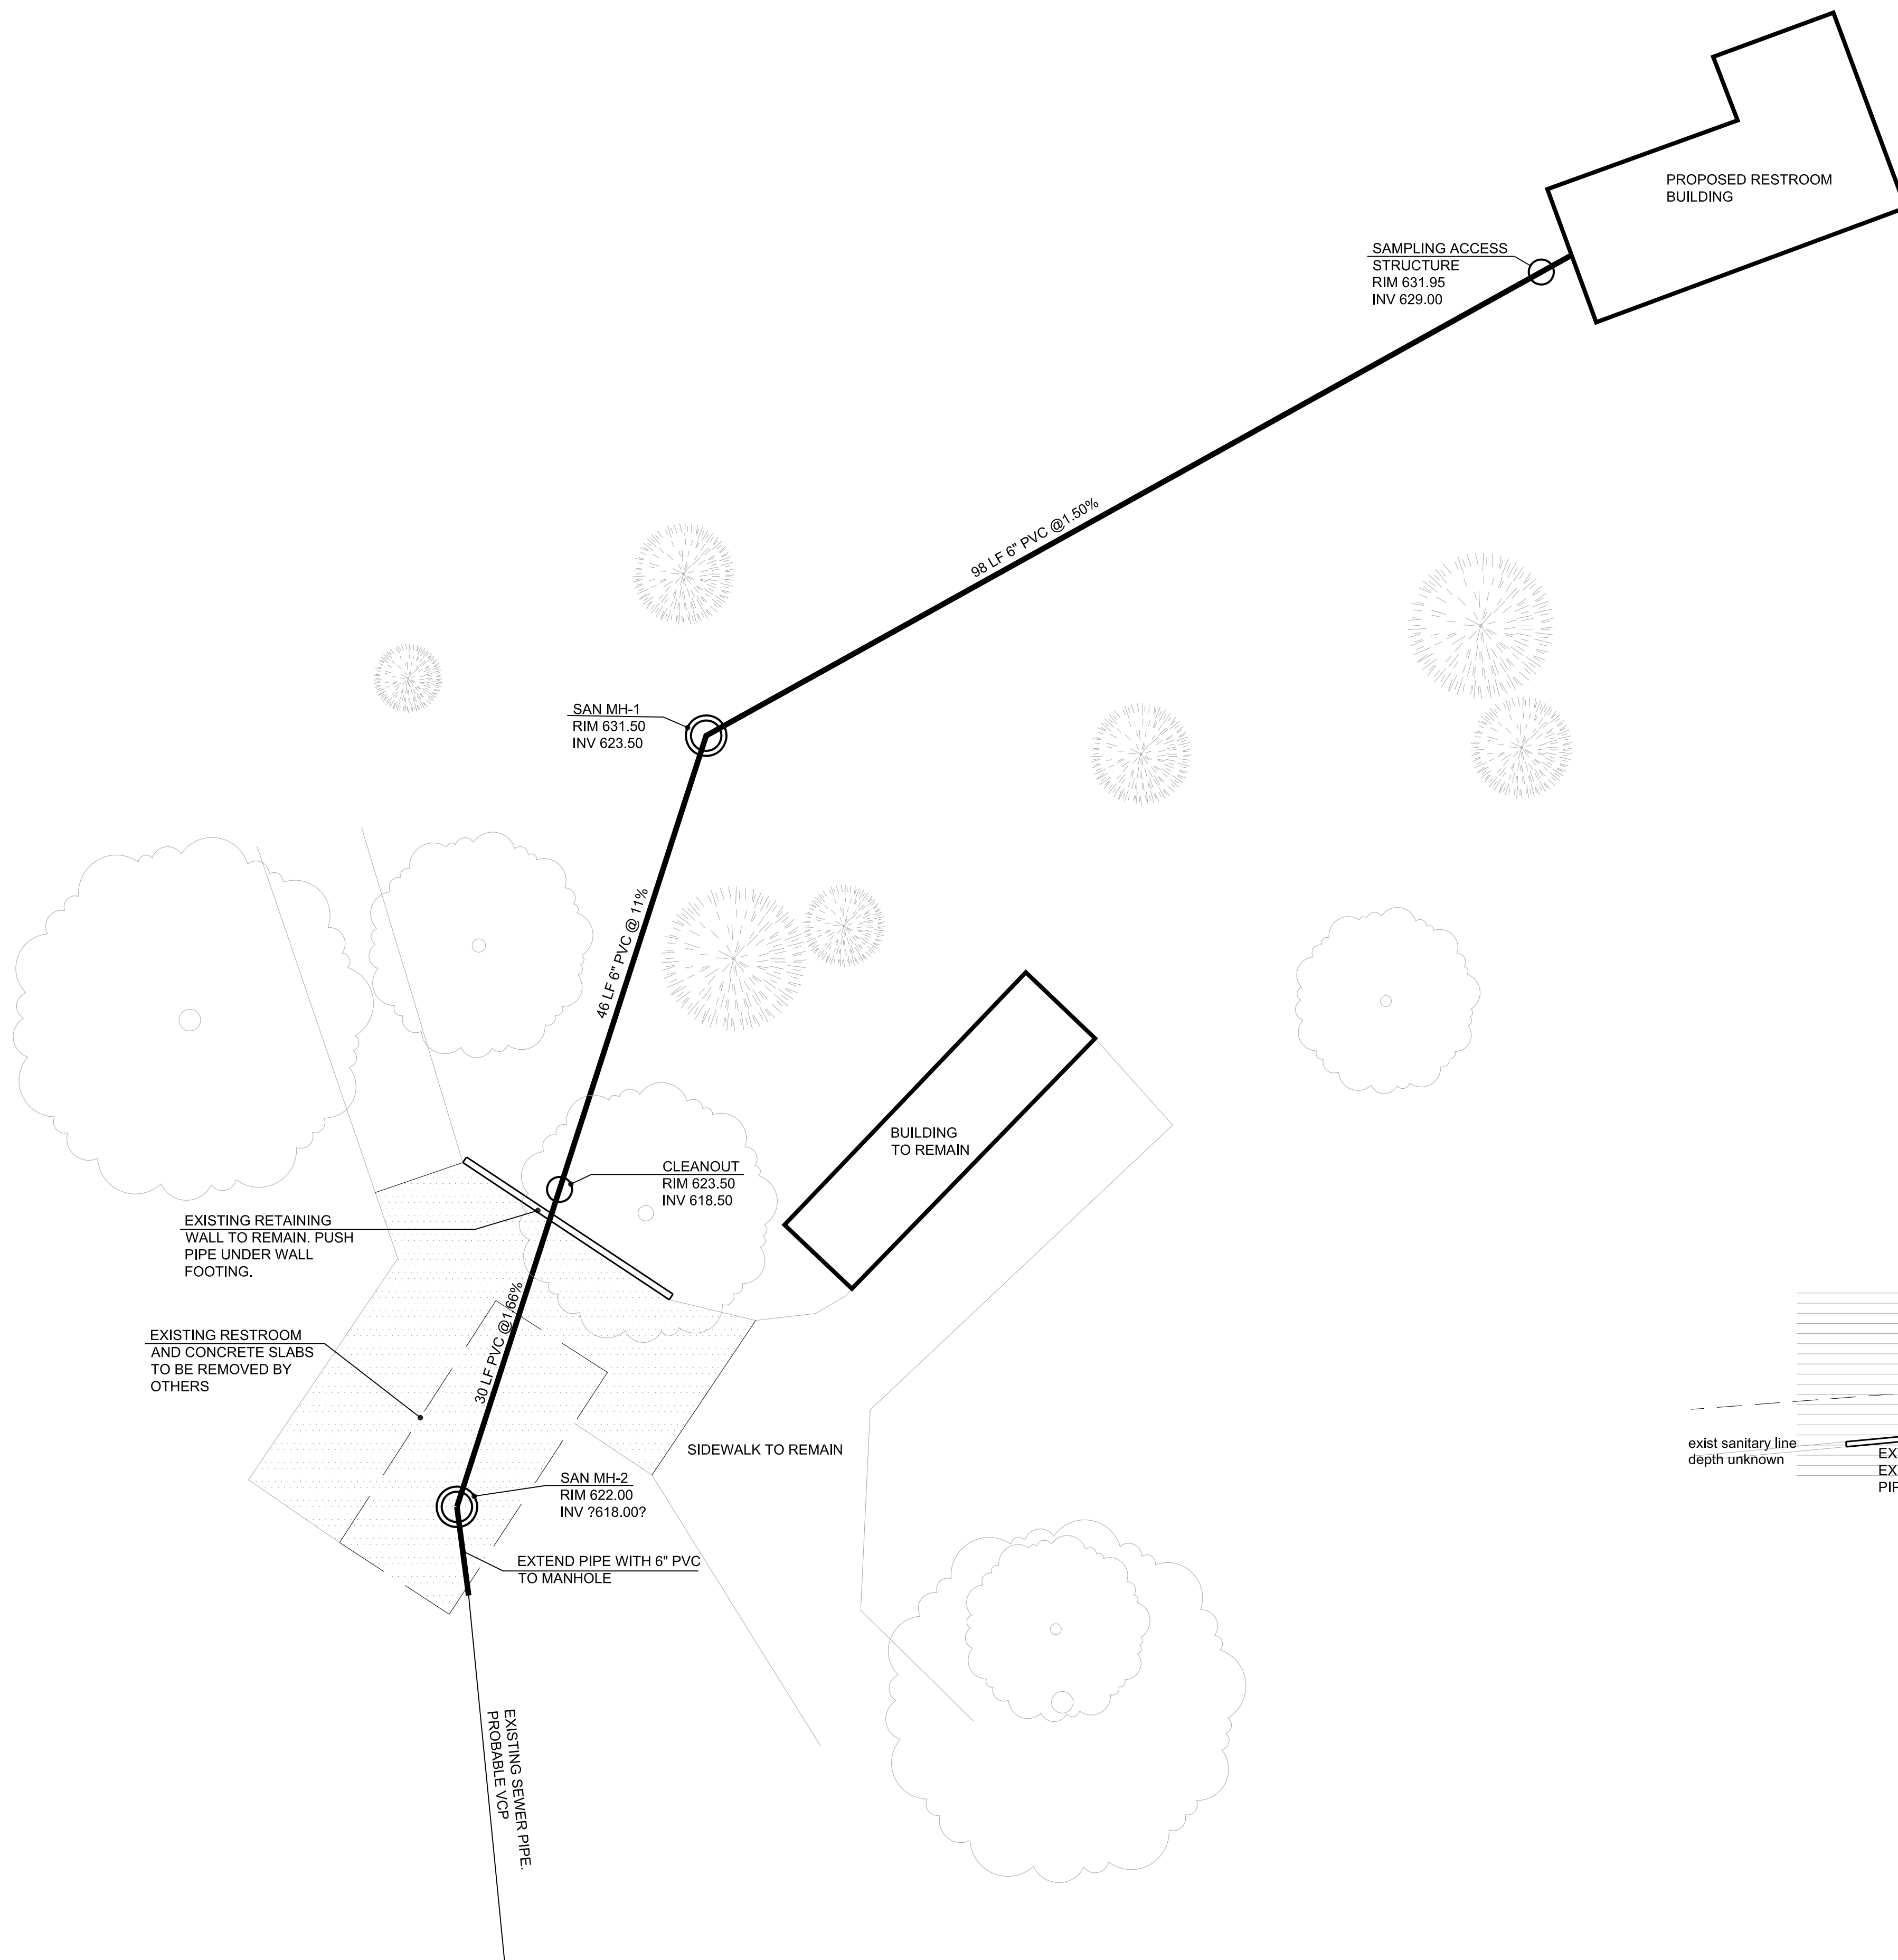 PROPOSED RESTROOM
BUILDING
SAMPLING ACCESS
STRUCTURE
RIM 631.95
INV 629.00
98 LF 6" PVC @1.50%
SAN MH-1
RIM 631.50
INV 623.50
46 LF 6" PVC @ 11%
BUILDING
TO REMAIN
CLEANOUT
RIM 623.50
INV 618.50
EXISTING RETAINING
WALL TO REMAIN. PUSH
PIPE UNDER WALL
FOOTING.
30 LF PVC @1.66%
EXISTING RESTROOM
AND CONCRETE SLABS
TO BE REMOVED BY
OTHERS
SIDEWALK TO REMAIN
exist sanitary line
depth unknown
SAN MH-2
RIM 622.00
INV ?618.00?
EXTEND PIPE WITH 6" PVC
TO MANHOLE
EXISTING SEWER PIPE.
PROBABLE VCP